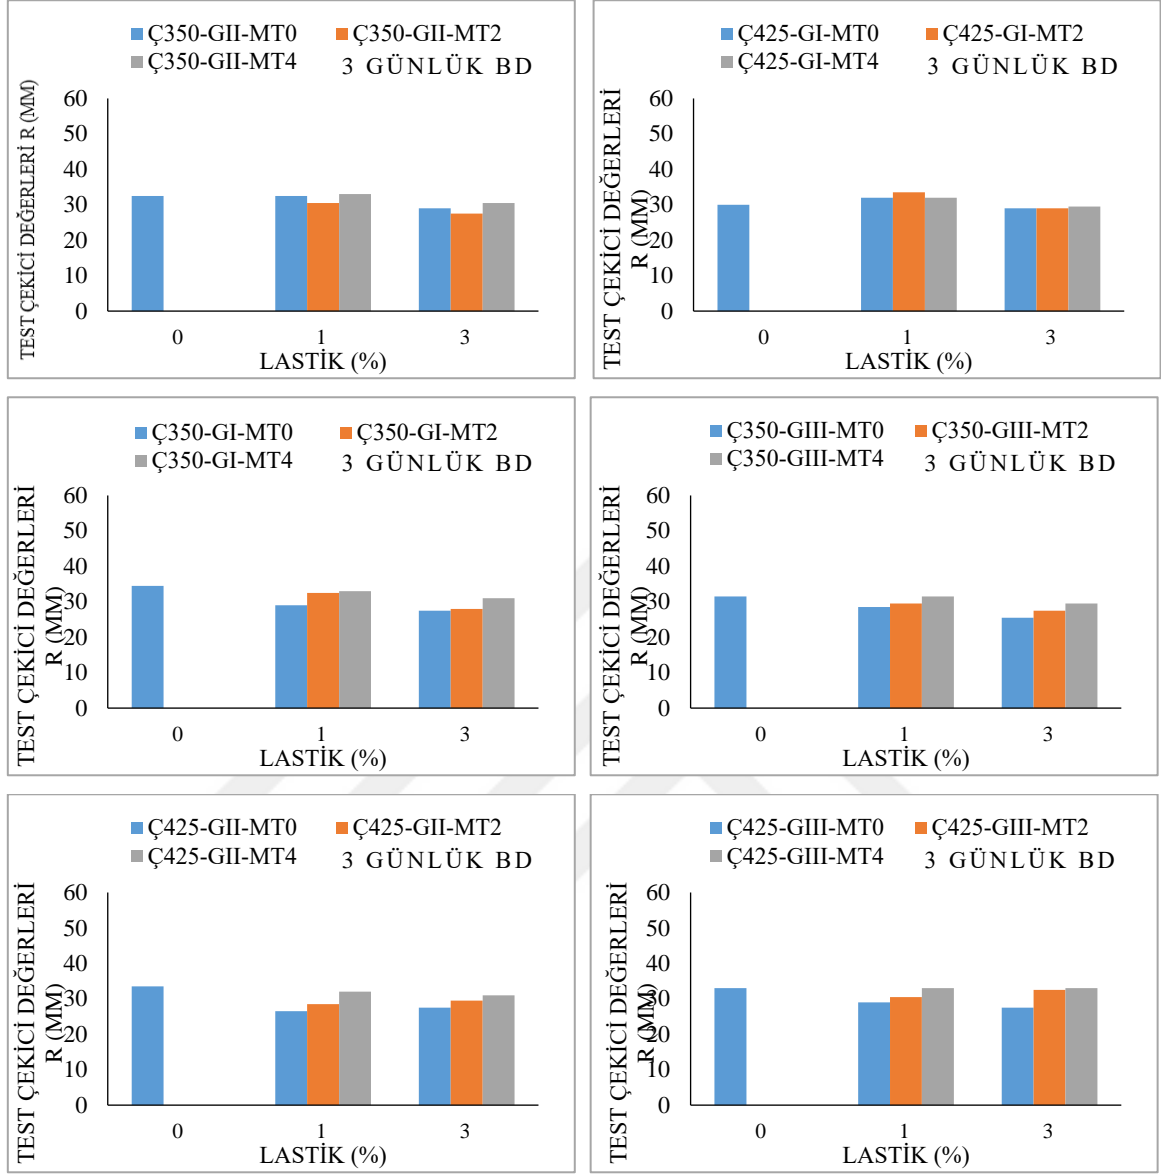 Ç350-GII-MT0 Ç350-GII-MT2
Ç350-GII-MT4 3 GÜNLÜK BD
TEST ÇEKİCİ DEĞERLERİ R (MM)
60
50
40
30
20
10
0
0 1 3
LASTİK (%)
Ç425-GI-MT0 Ç425-GI-MT2
Ç425-GI-MT4 3 GÜNLÜK BD
TEST ÇEKİCİ DEĞERLERİ
R (MM)
60
50
40
30
20
10
0
0 1 3
LASTİK (%)
Ç350-GI-MT0 Ç350-GI-MT2
Ç350-GI-MT4 3 GÜNLÜK BD
TEST ÇEKİCİ DEĞERLERİ
R (MM)
60
50
40
30
20
10
0
0 1 3
LASTİK (%)
Ç350-GIII-MT0 Ç350-GIII-MT2
Ç350-GIII-MT4 3 GÜNLÜK BD
TEST ÇEKİCİ DEĞERLERİ
R (MM)
60
50
40
30
20
10
0
0 1 3
LASTİK (%)
Ç425-GII-MT0 Ç425-GII-MT2
Ç425-GII-MT4 3 GÜNLÜK BD
TEST ÇEKİCİ DEĞERLERİ
R (MM)
60
50
40
30
20
10
0
0 1 3
LASTİK (%)
Ç425-GIII-MT0 Ç425-GIII-MT2
Ç425-GIII-MT4 3 GÜNLÜK BD
TEST ÇEKİCİ DEĞERLERİ
R (MM)
60
50
40
30
20
10
0
0 1 3
LASTİK (%)